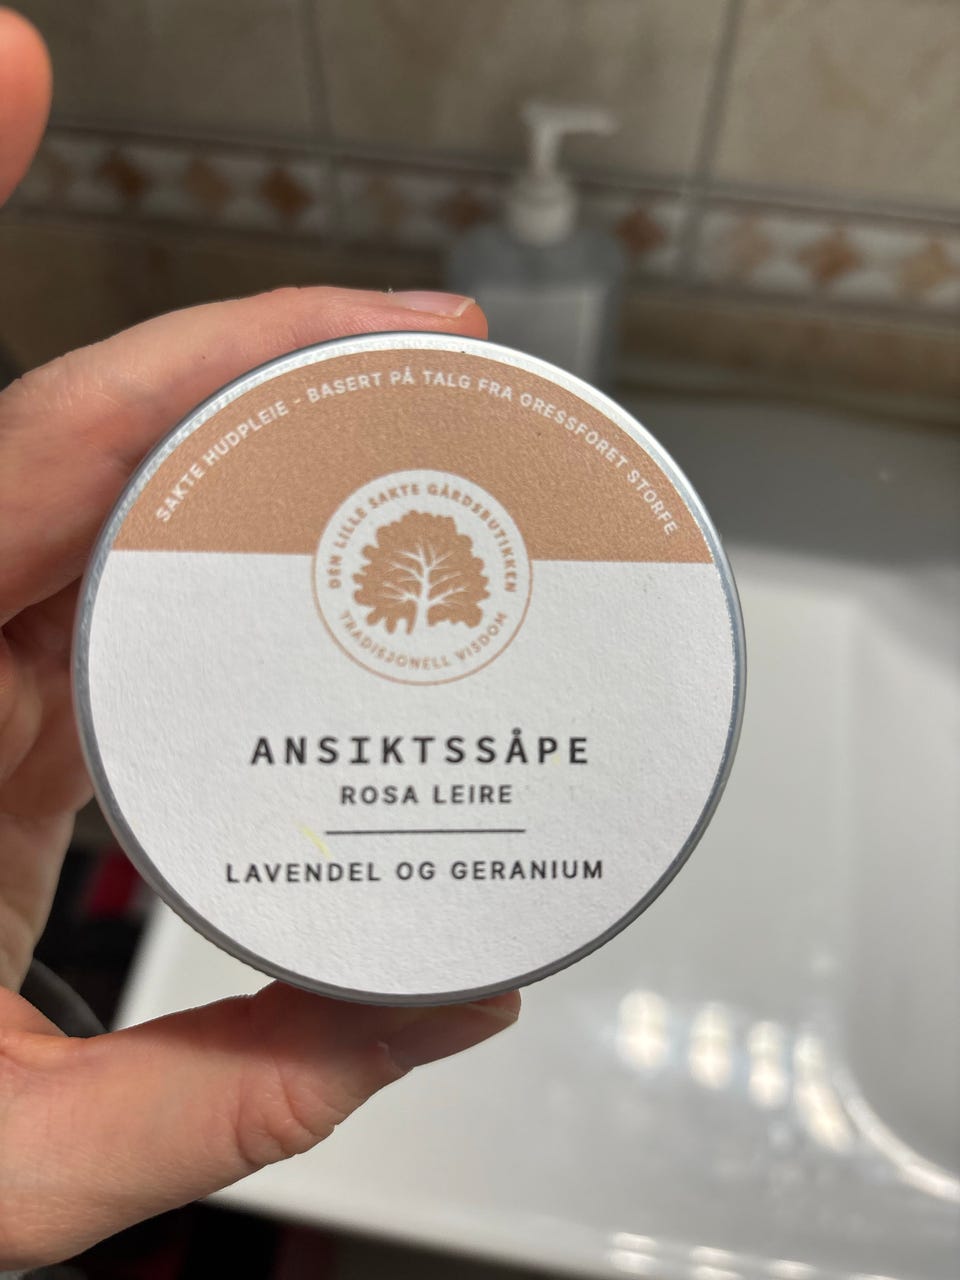 SAKTE HUDPLEIE - BASERT PÅ TALG FRA GRESSFÔRET STORFE
DEN LILLE SAKTE GÅRDSBUTIKKEN
TRADISJONELL VISDOM
ANSIKTSSÅPE
ROSA LEIRE
LAVENDEL OG GERANIUM